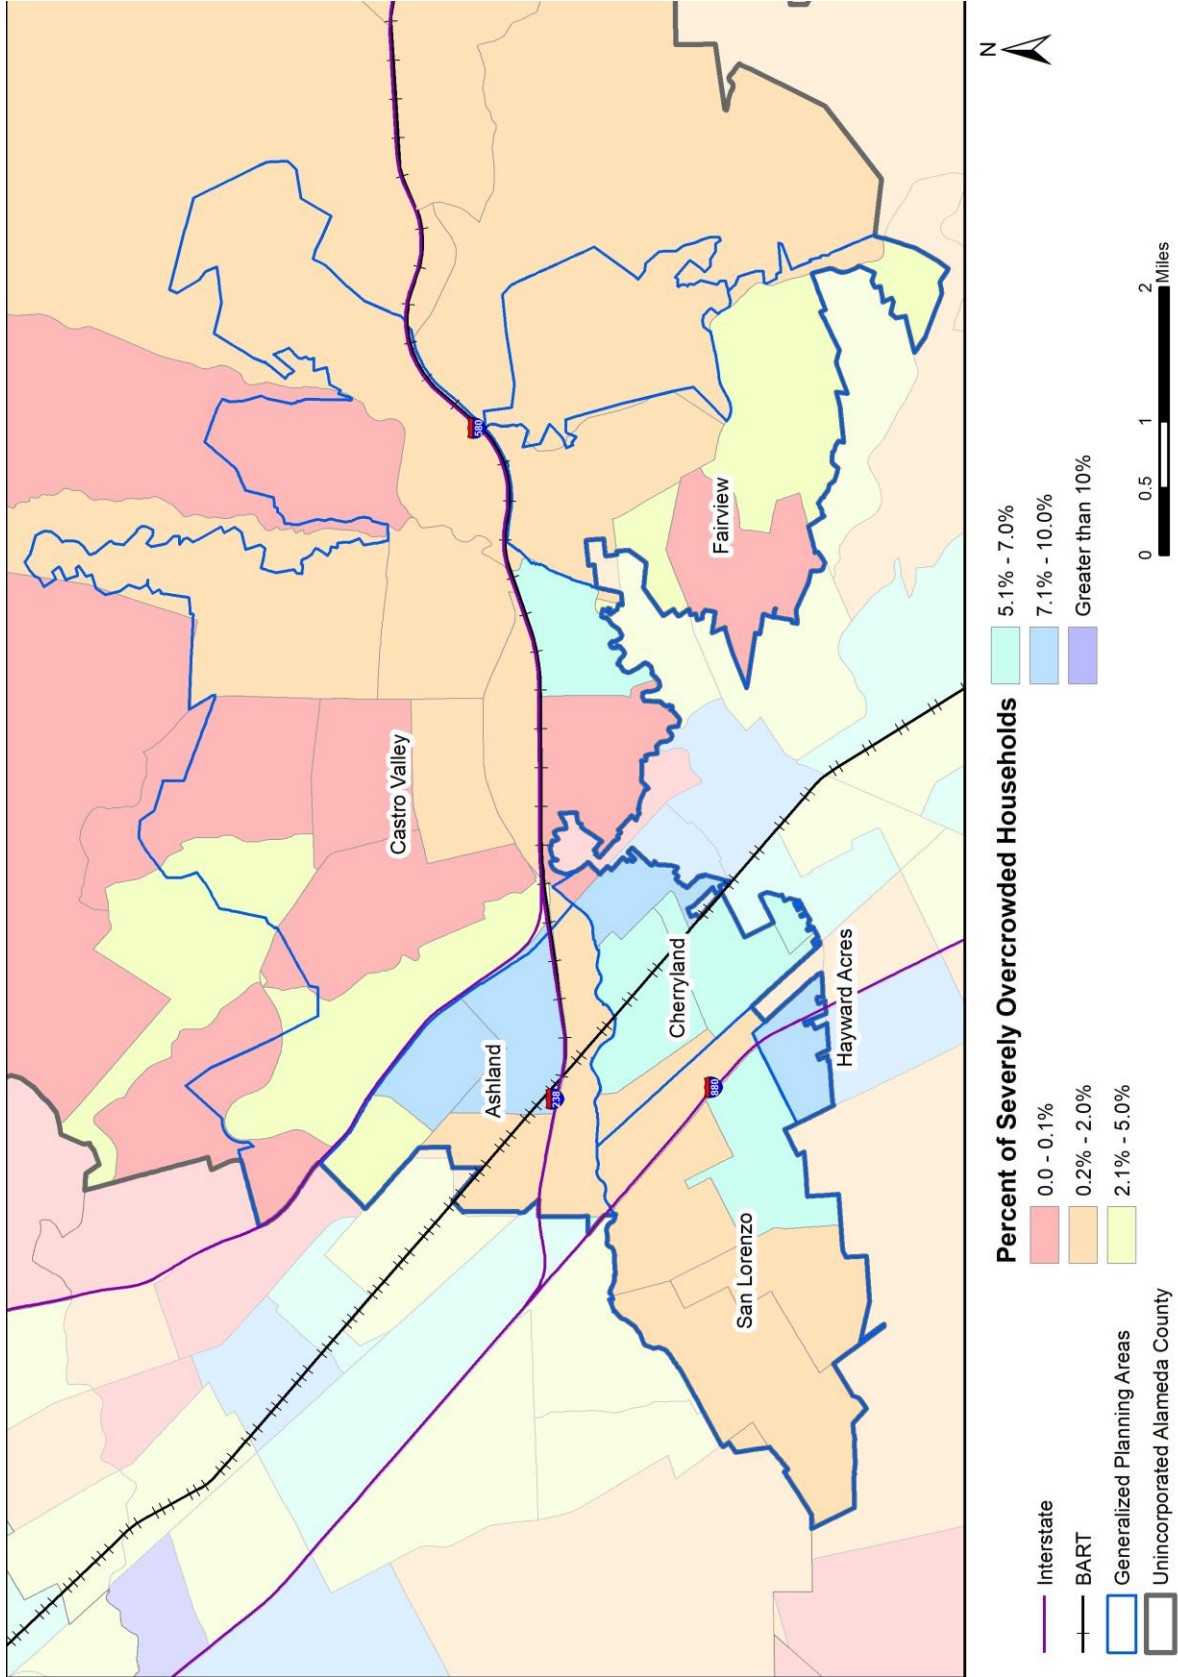 Castro Valley
Ashland
Cherryland
Fairview
San Lorenzo
Hayward Acres
580
238
880
N
Percent of Severely Overcrowded Households
Interstate
BART
Generalized Planning Areas
Unincorporated Alameda County
0.0 - 0.1%
0.2% - 2.0%
2.1% - 5.0%
5.1% - 7.0%
7.1% - 10.0%
Greater than 10%
0 0.5 1 2
Miles